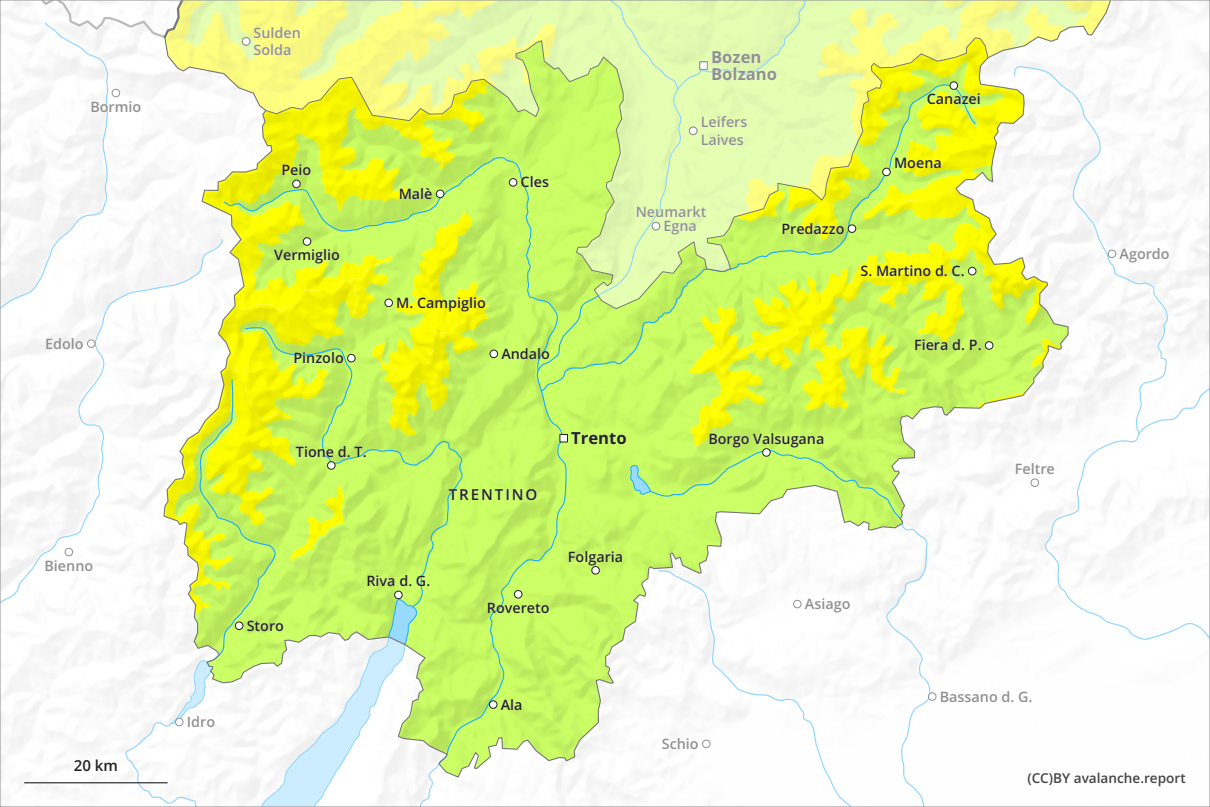 Sulden
Solda
Bozen
Bolzano
Bormio
Canazei
Leifers
Laives
Moena
Peio
Malè
Cles
Neumarkt
Egna
Predazzo
Vermiglio
Agordo
S. Martino d. C.
M. Campiglio
Edolo
Pinzolo
Andalo
Fiera d. P.
Trento
Borgo Valsugana
Tione d. T.
Feltre
TRENTINO
Bienno
Folgaria
Riva d. G.
Rovereto
Asiago
Storo
Bassano d. G.
Ala
Idro
Schio
20 km
(CC)BY avalanche.report